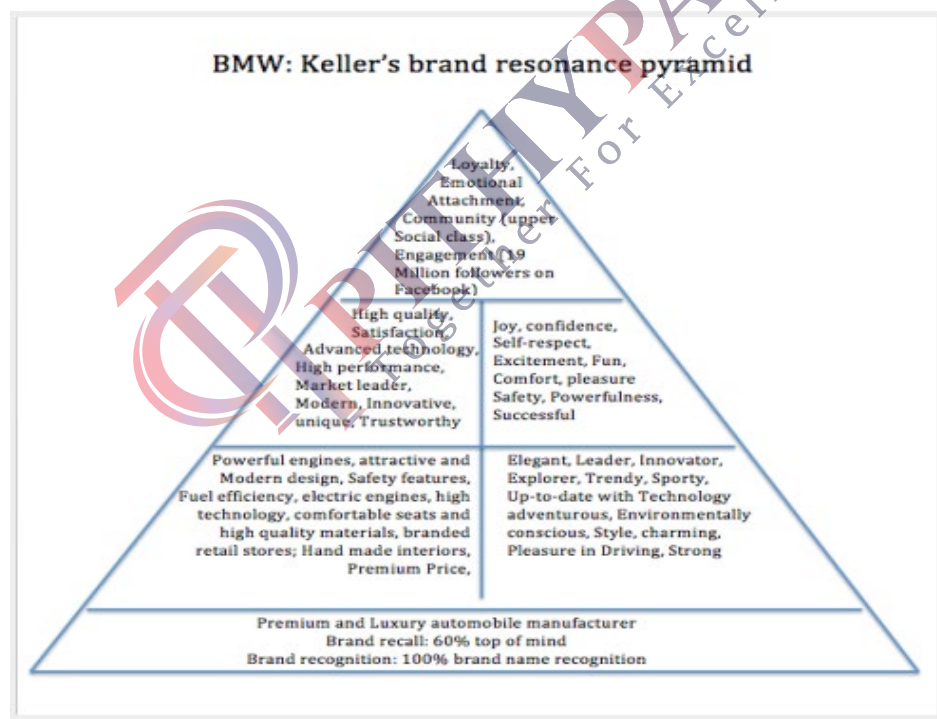 BMW: Keller's brand resonance pyramid
Loyalty,
Emotional
Attachment,
Community (upper
Social class),
Engagement (19
Million followers on
Facebook)
High quality,
Satisfaction,
Advanced technology,
High performance,
Market leader,
Modern, Innovative,
unique, Trustworthy
Joy, confidence,
Self-respect,
Excitement, Fun,
Comfort, pleasure
Safety, Powerfulness,
Successful
Powerful engines, attractive and
Modern design, Safety features,
Fuel efficiency, electric engines, high
technology, comfortable seats and
high quality materials, branded
retail stores; Hand made interiors,
Premium Price,
Elegant, Leader, Innovator,
Explorer, Trendy, Sporty,
Up-to-date with Technology
adventurous, Environmentally
conscious, Style, charming,
Pleasure in Driving, Strong
Premium and Luxury automobile manufacturer
Brand recall: 60% top of mind
Brand recognition: 100% brand name recognition
PITHYPA
Together For Excel